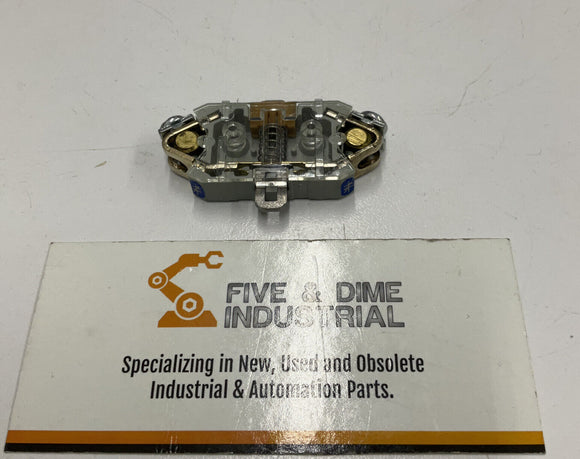 FIVE & DIME
INDUSTRIAL
Specializing in New, Used and Obsolete
Industrial & Automation Parts.